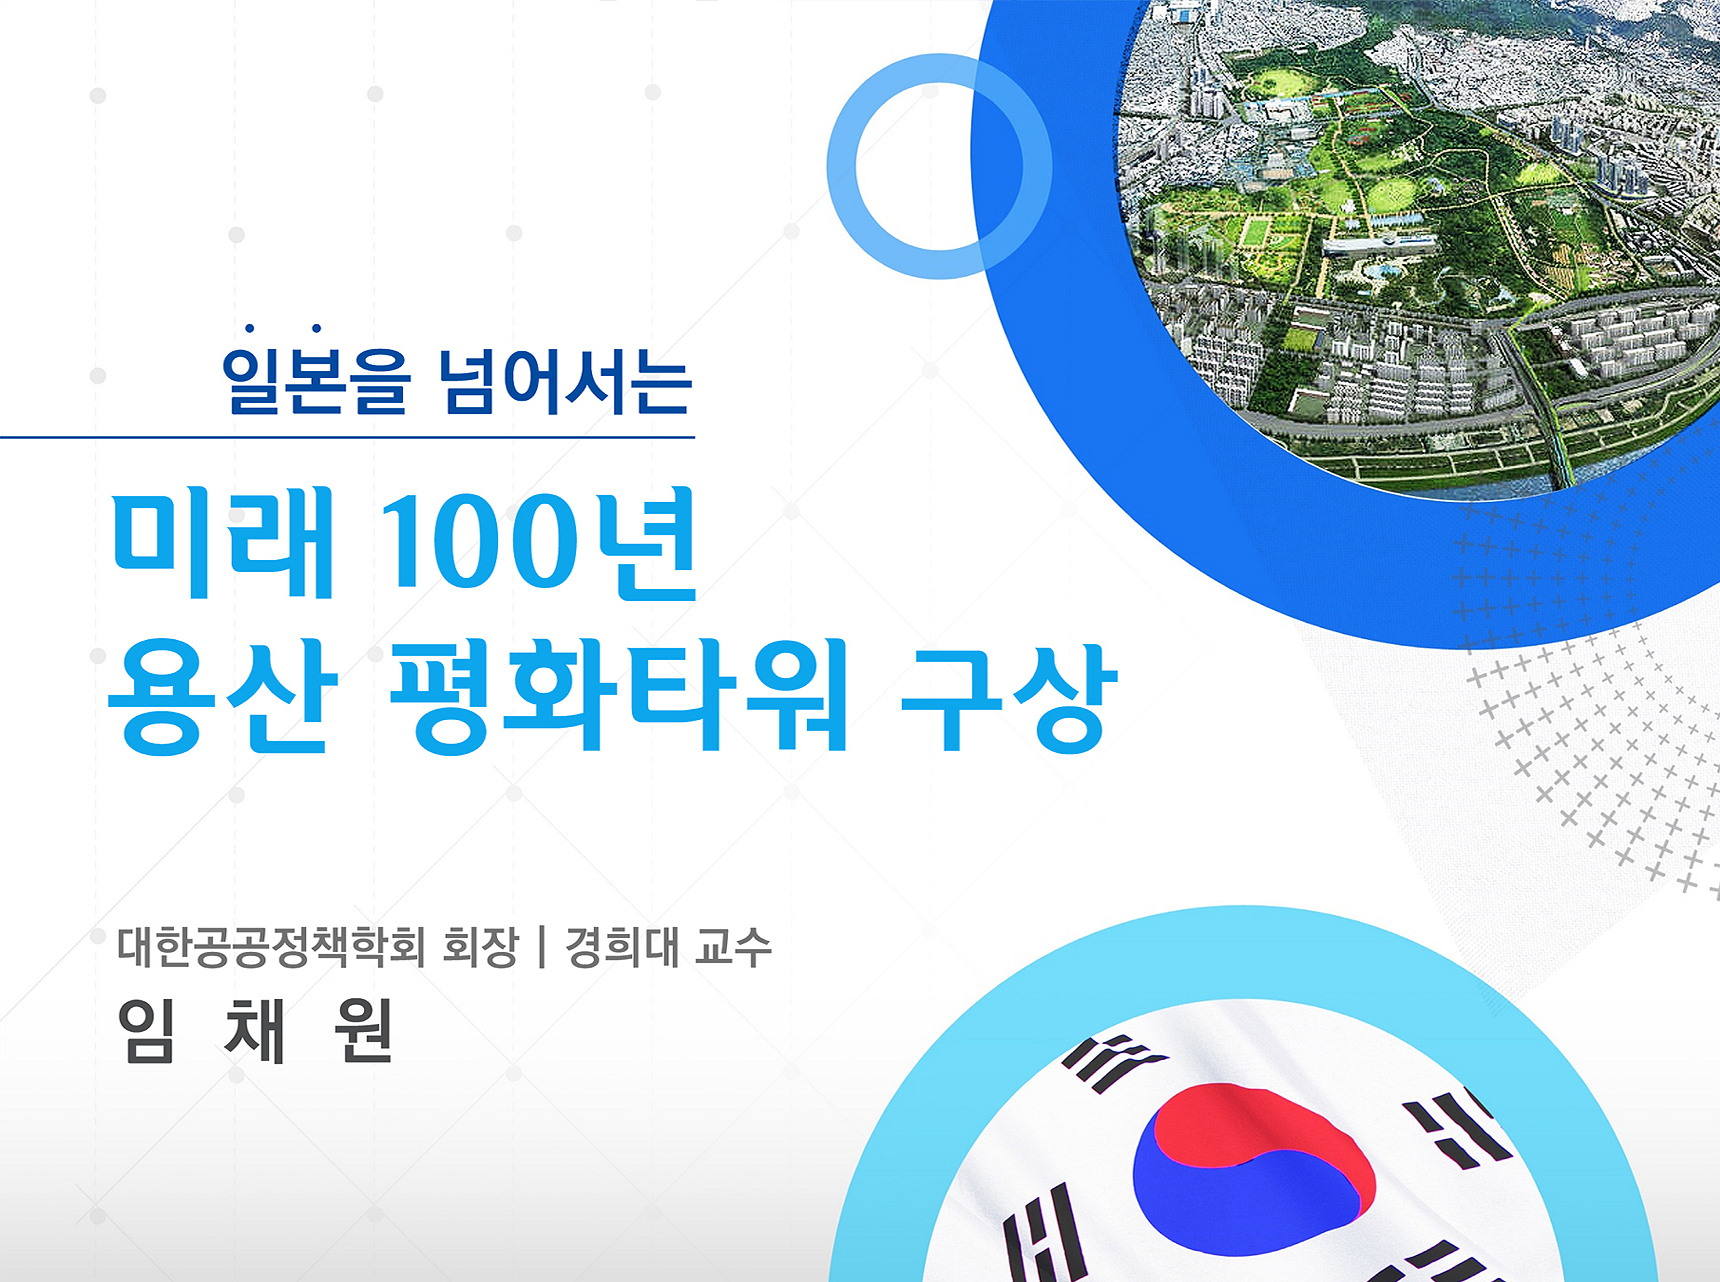 일본을 넘어서는
미래 100년
용산 평화타워 구상
대한공공정책학회 회장 | 경희대 교수
임 채 원